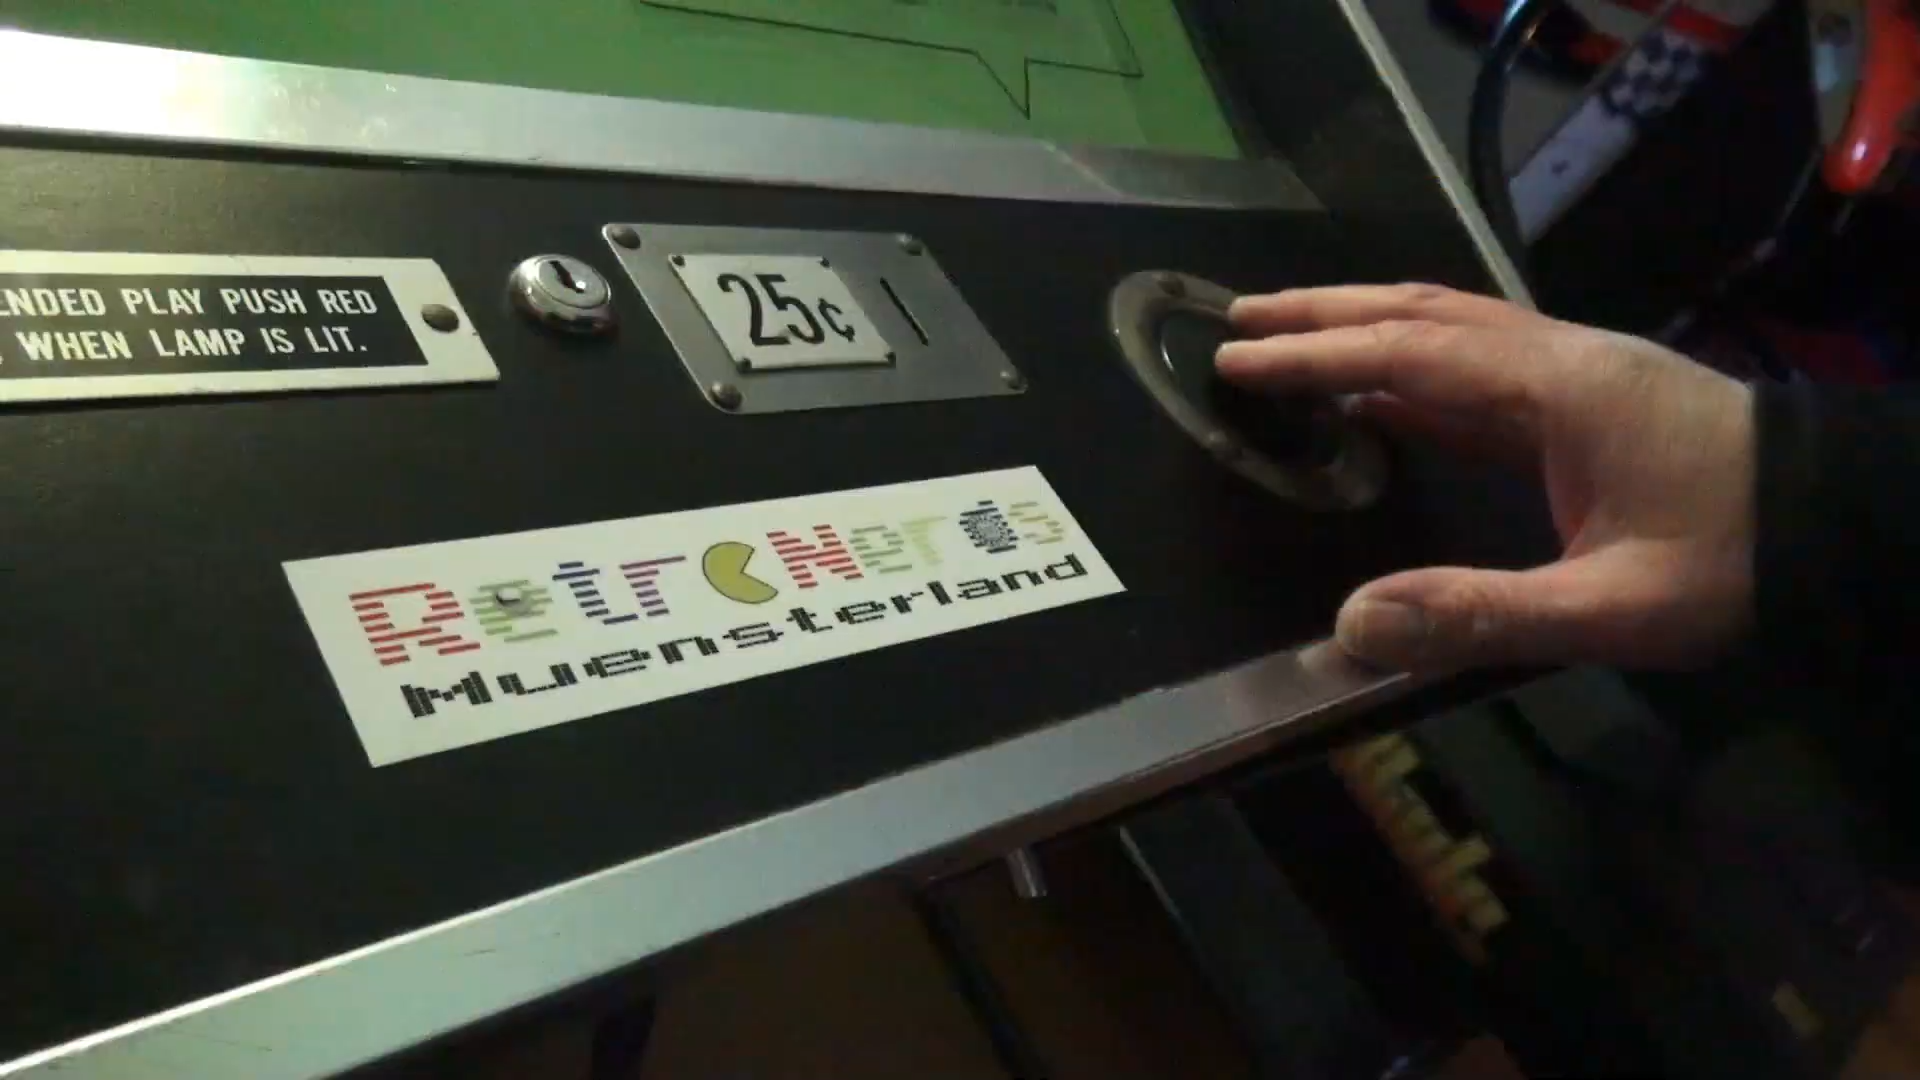 ENDED PLAY PUSH RED
WHEN LAMP IS LIT.
25¢
RetroNerds
Muensterland